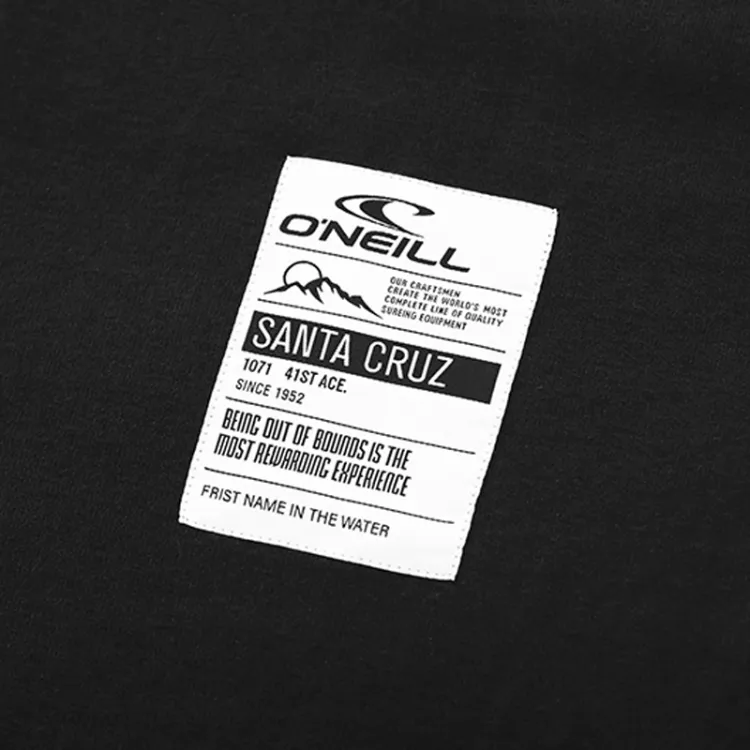 O'NEILL
OUR CRAFTSMEN
CREATE THE WORLD'S MOST
COMPLETE LINE OF QUALITY
SUREING EQUIPMENT
SANTA CRUZ
1071 41ST ACE.
SINCE 1952
BEING OUT OF BOUNDS IS THE
MOST REWARDING EXPERIENCE
FRIST NAME IN THE WATER